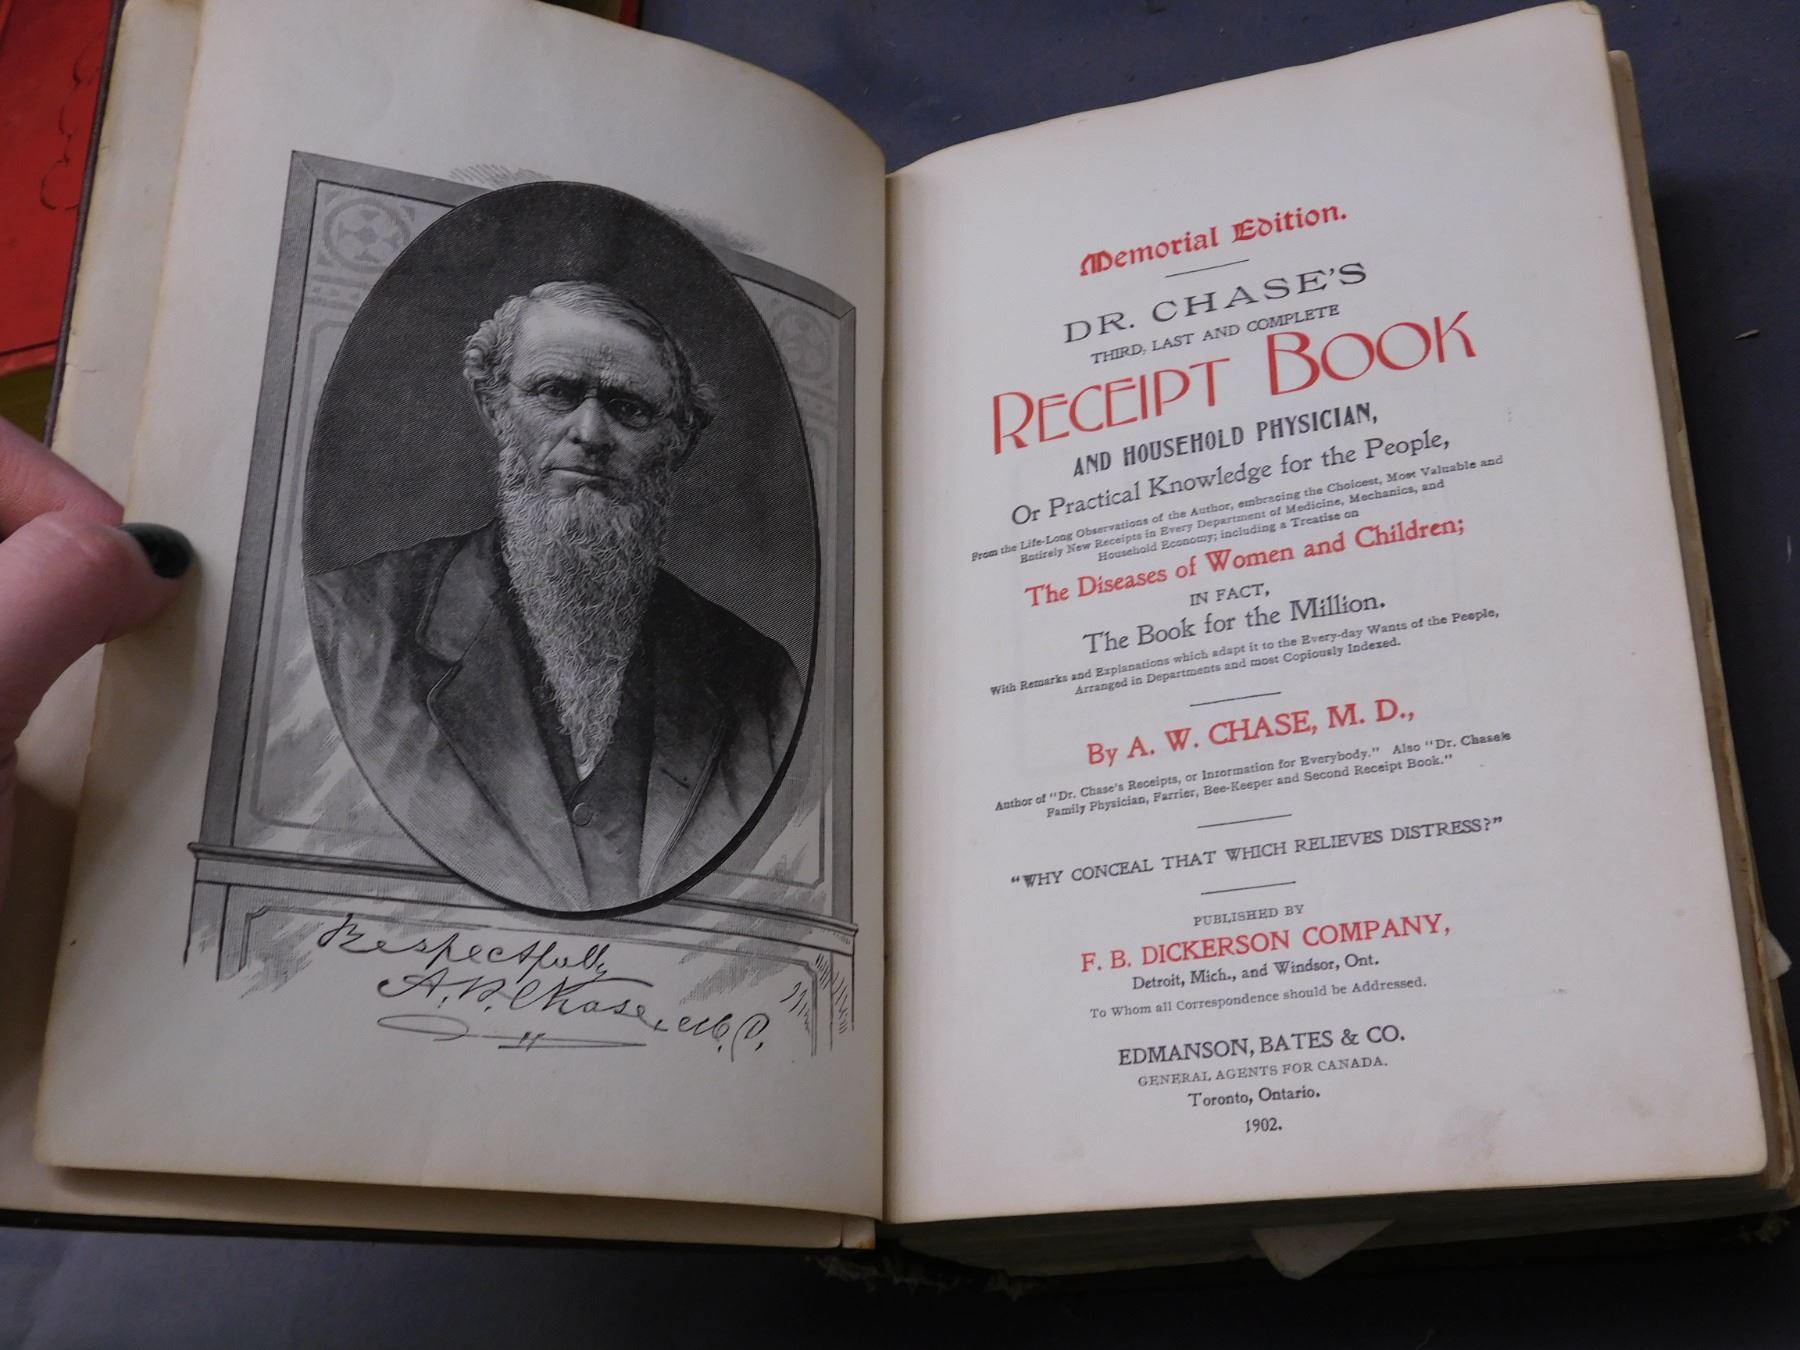 Respectfully
A. W. Chase, M.D.
Memorial Edition.
DR. CHASE'S
THIRD, LAST AND COMPLETE
RECEIPT BOOK
AND HOUSEHOLD PHYSICIAN,
Or Practical Knowledge for the People,
From the Life-Long Observations of the Author, embracing the Choicest, Most Valuable and
Entirely New Receipts in Every Department of Medicine, Mechanics, and
Household Economy; including a Treatise on
The Diseases of Women and Children;
IN FACT,
The Book for the Million.
With Remarks and Explanations which adapt it to the Every-day Wants of the People,
Arranged in Departments and most Copiously Indexed.
By A. W. CHASE, M. D.,
Author of "Dr. Chase's Receipts, or Information for Everybody." Also "Dr. Chase's
Family Physician, Farrier, Bee-Keeper and Second Receipt Book."
"WHY CONCEAL THAT WHICH RELIEVES DISTRESS?"
PUBLISHED BY
F. B. DICKERSON COMPANY,
Detroit, Mich., and Windsor, Ont.
To Whom all Correspondence should be Addressed.
EDMANSON, BATES & CO.
GENERAL AGENTS FOR CANADA.
Toronto, Ontario.
1902.